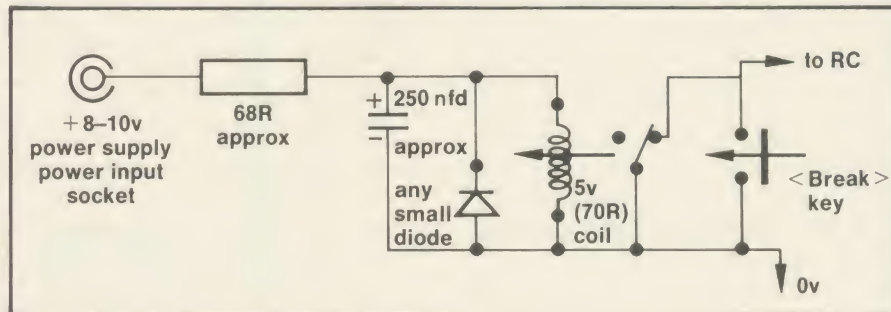 +8–10v
power supply
power input
socket
68R
approx
+ 250 nfd
–
approx
any
small
diode
5v
(70R)
coil
to RC
<Break>
key
0v